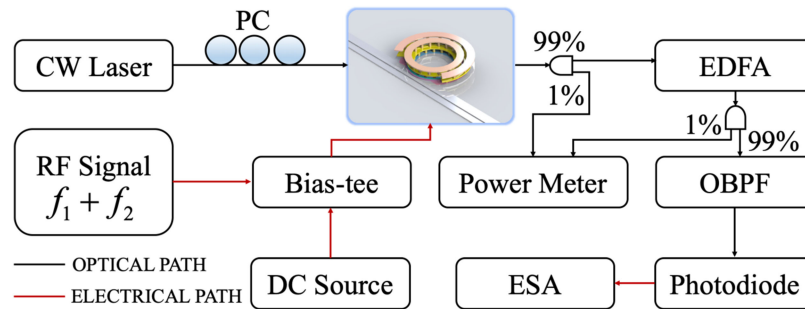 PC
99%
CW Laser
EDFA
1%
1%
99%
RF Signal
f₁ + f₂
Bias-tee
Power Meter
OBPF
OPTICAL PATH
ELECTRICAL PATH
DC Source
ESA
Photodiode